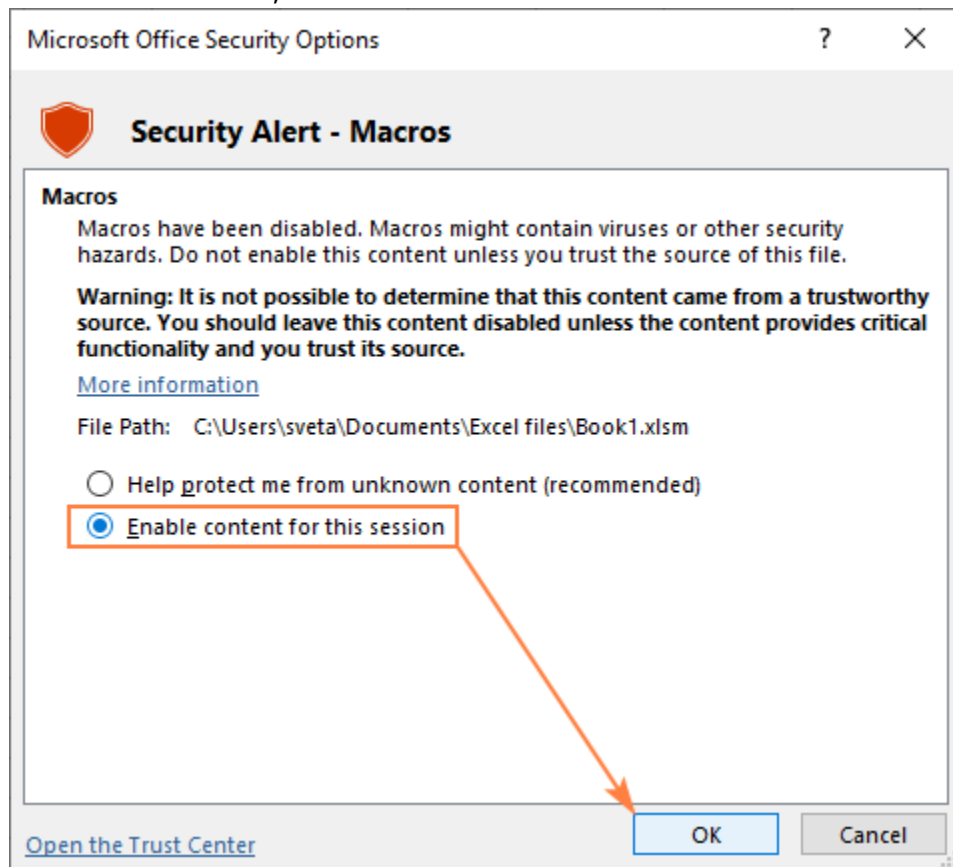 Microsoft Office Security Options
Security Alert - Macros
Macros
Macros have been disabled. Macros might contain viruses or other security
hazards. Do not enable this content unless you trust the source of this file.
Warning: It is not possible to determine that this content came from a trustworthy
source. You should leave this content disabled unless the content provides critical
functionality and you trust its source.
More information
File Path: C:\Users\sveta\Documents\Excel files\Book1.xlsm
Help protect me from unknown content (recommended)
Enable content for this session
Open the Trust Center
OK
Cancel